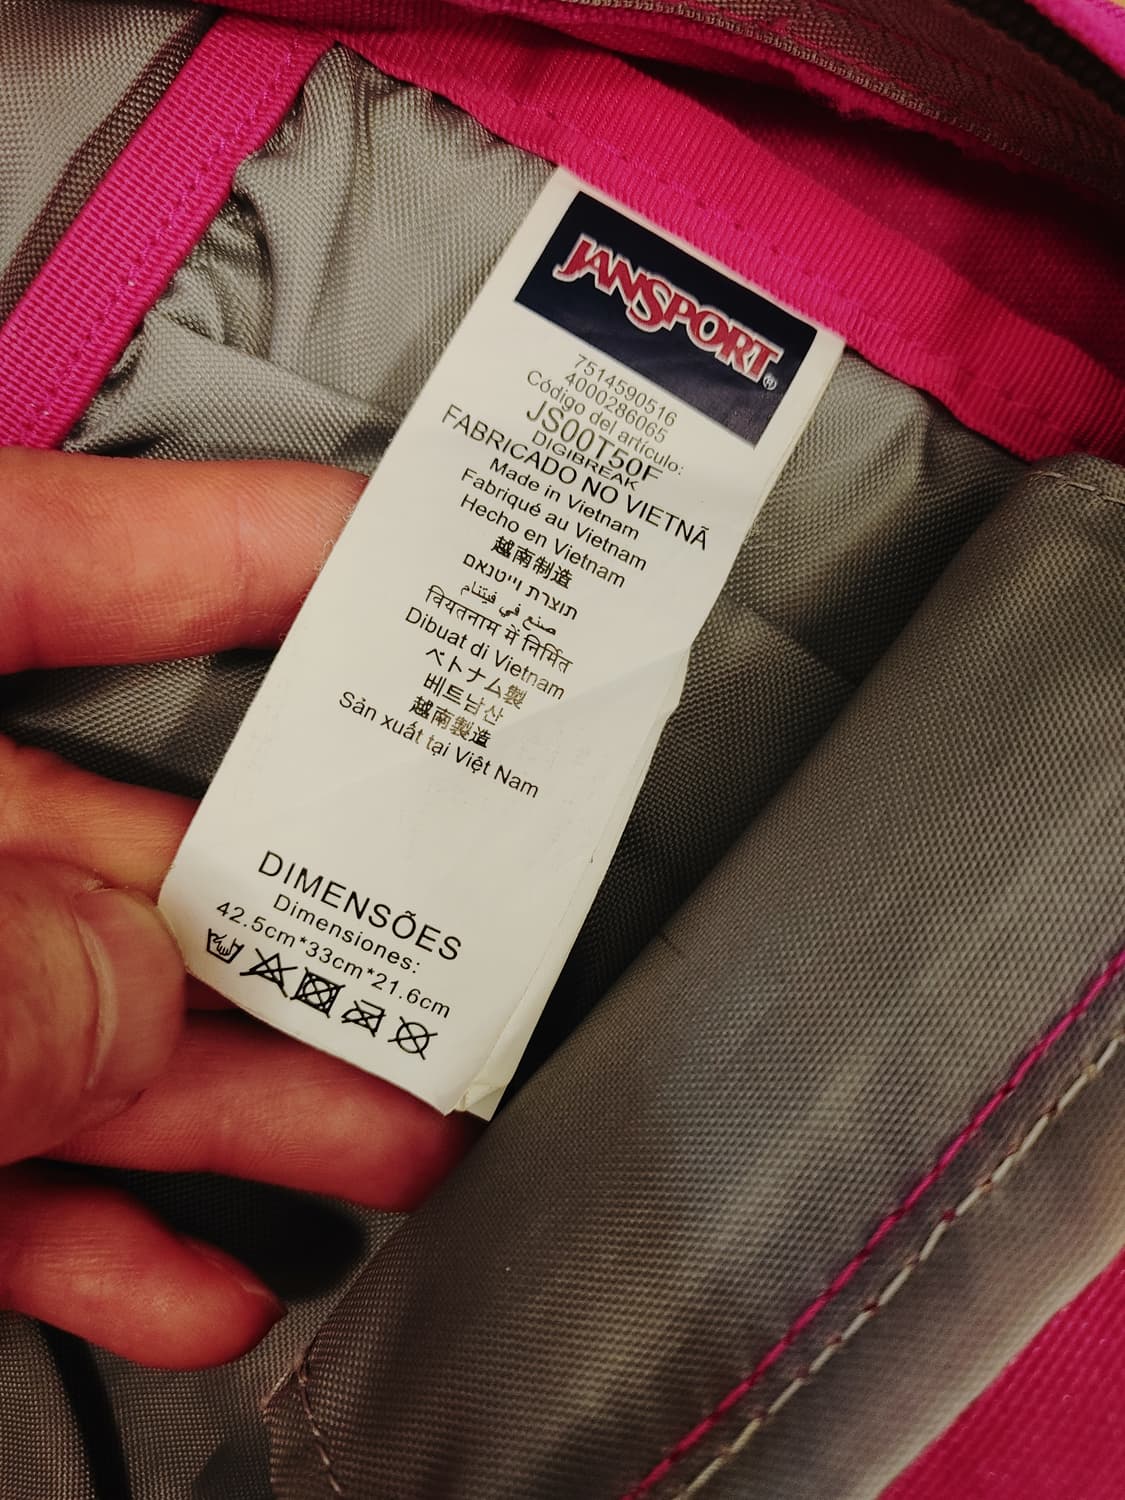 JANSPORT®
7514590516
4000286065
Código del artículo:
JS00T50F
DIGIBREAK
FABRICADO NO VIETNÃ
Made in Vietnam
Fabriqué au Vietnam
Hecho en Vietnam
越南制造
תוצרת וייטנאם
صنع في فيتنام
वियतनाम में निर्मित
Dibuat di Vietnam
ベトナム製
베트남산
越南製造
Sản xuất tại Việt Nam
DIMENSÕES
Dimensiones:
42.5cm*33cm*21.6cm